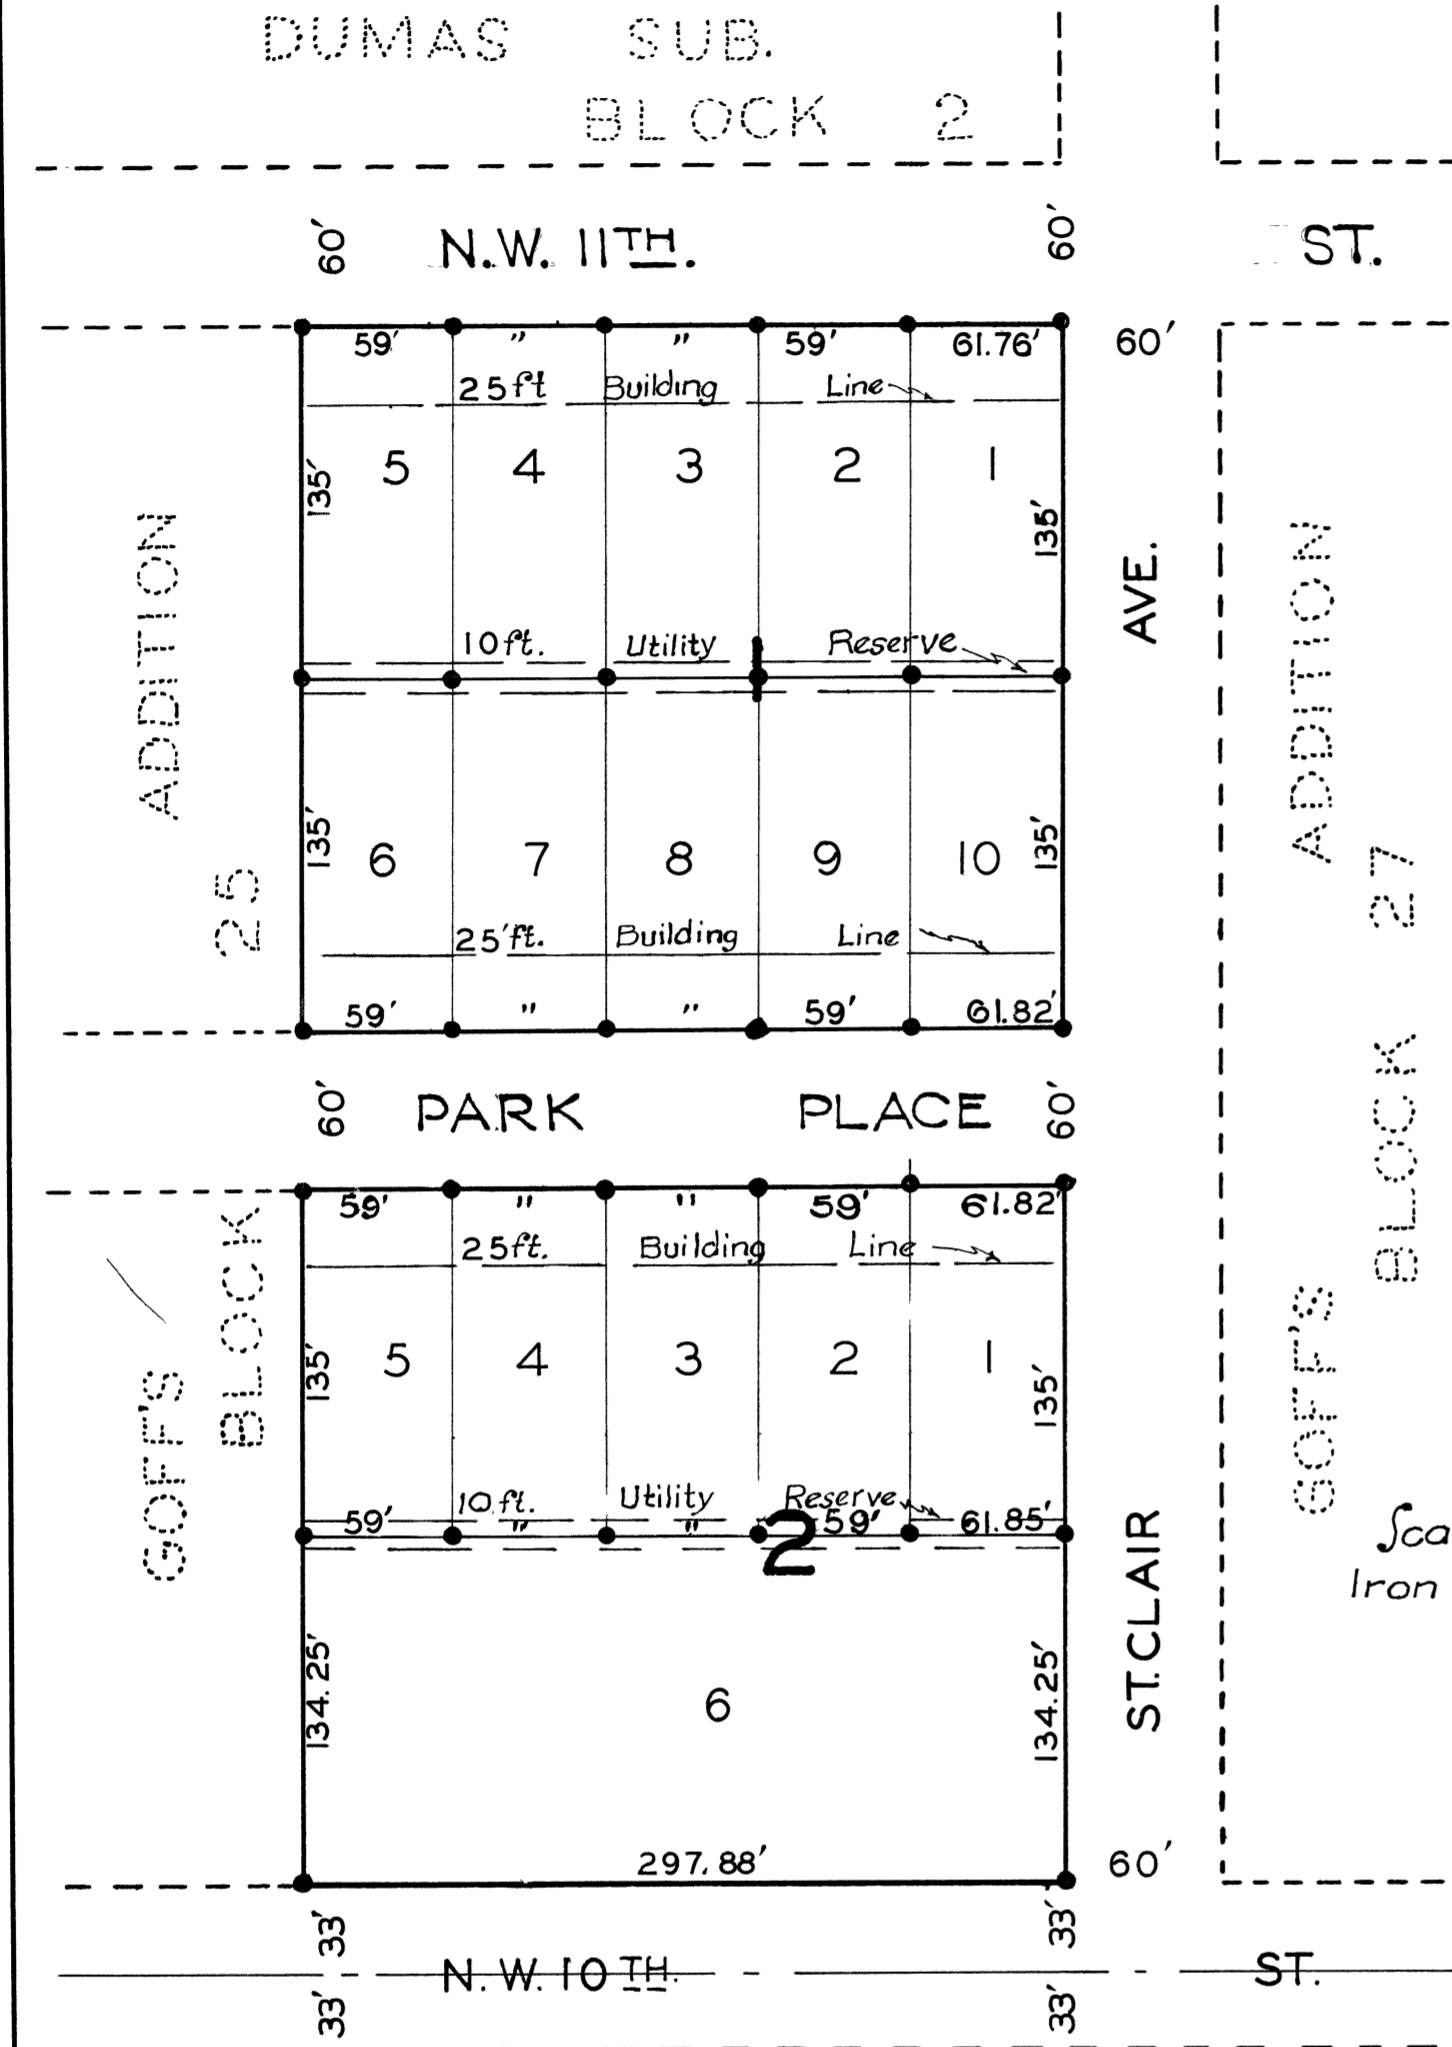 DUMAS SUB.
BLOCK 2
60' N.W. 11TH. 60' ST.
59' " " 59' 61.76' 60'
25ft Building Line
5 4 3 2 1
135' 135'
10ft. Utility Reserve
1
135' 135'
6 7 8 9 10
25'ft. Building Line
59' " " 59' 61.82'
AVE.
ADDITION
25
ADDITION
BLOCK 27
60' PARK PLACE 60'
59' " " 59' 61.82'
25ft. Building Line
5 4 3 2 1
135' 135'
10ft. Utility Reserve
59' " " 59' 61.85'
2
GOFF'S
BLOCK
GOFF'S
ST. CLAIR
Iron
134.25' 134.25'
6
297.88' 60'
33' 33'
N.W. 10TH. ST.
33' 33'